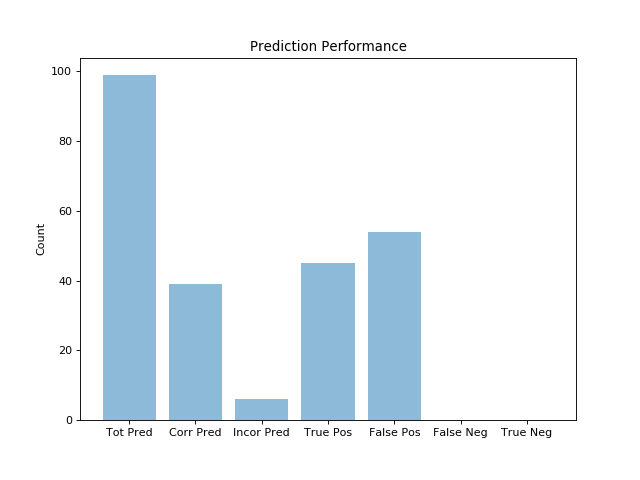 Prediction Performance
100
80
60
40
20
0
Count
Tot Pred Corr Pred Incor Pred True Pos False Pos False Neg True Neg